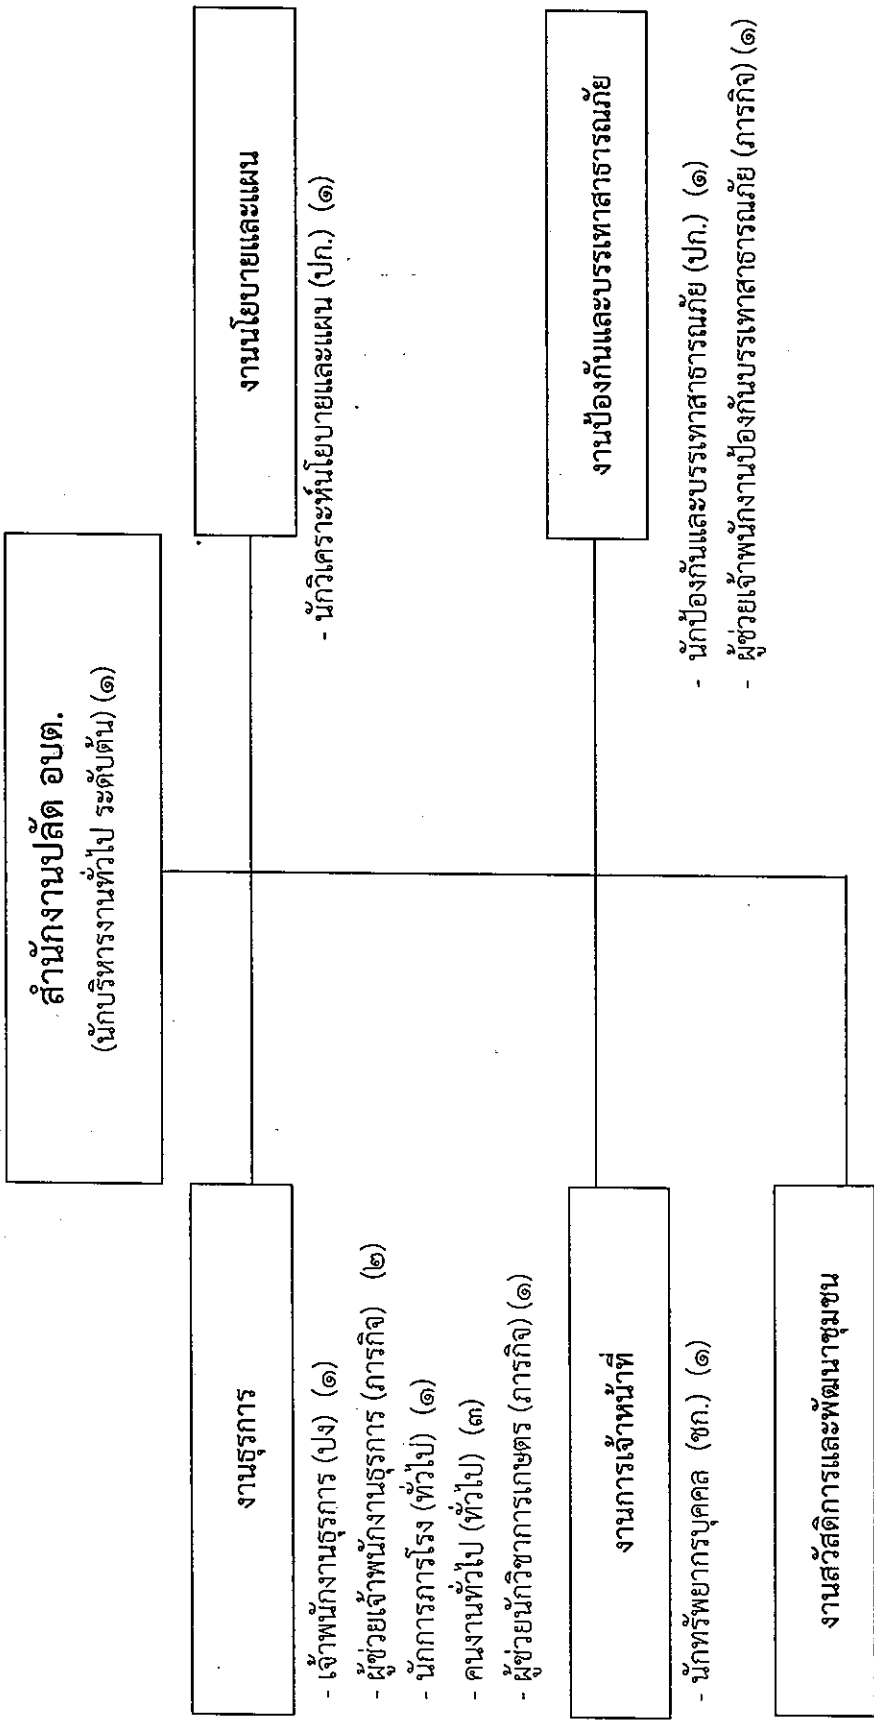 สำนักงานปลัด อบต.
(นักบริหารงานทั่วไป ระดับต้น) (๑)
งานธุรการ
- เจ้าพนักงานธุรการ (ปง) (๑)
- ผู้ช่วยเจ้าพนักงานธุรการ (ภารกิจ) (๒)
- นักการภารโรง (ทั่วไป) (๑)
- คนงานทั่วไป (ทั่วไป) (๓)
- ผู้ช่วยนักวิชาการเกษตร (ภารกิจ) (๑)
งานนโยบายและแผน
- นักวิเคราะห์นโยบายและแผน (ปก.) (๑)
งานการเจ้าหน้าที่
- นักทรัพยากรบุคคล (ชก.) (๑)
งานป้องกันและบรรเทาสาธารณภัย
- นักป้องกันและบรรเทาสาธารณภัย (ปก.) (๑)
- ผู้ช่วยเจ้าพนักงานป้องกันบรรเทาสาธารณภัย (ภารกิจ) (๑)
งานสวัสดิการและพัฒนาชุมชน